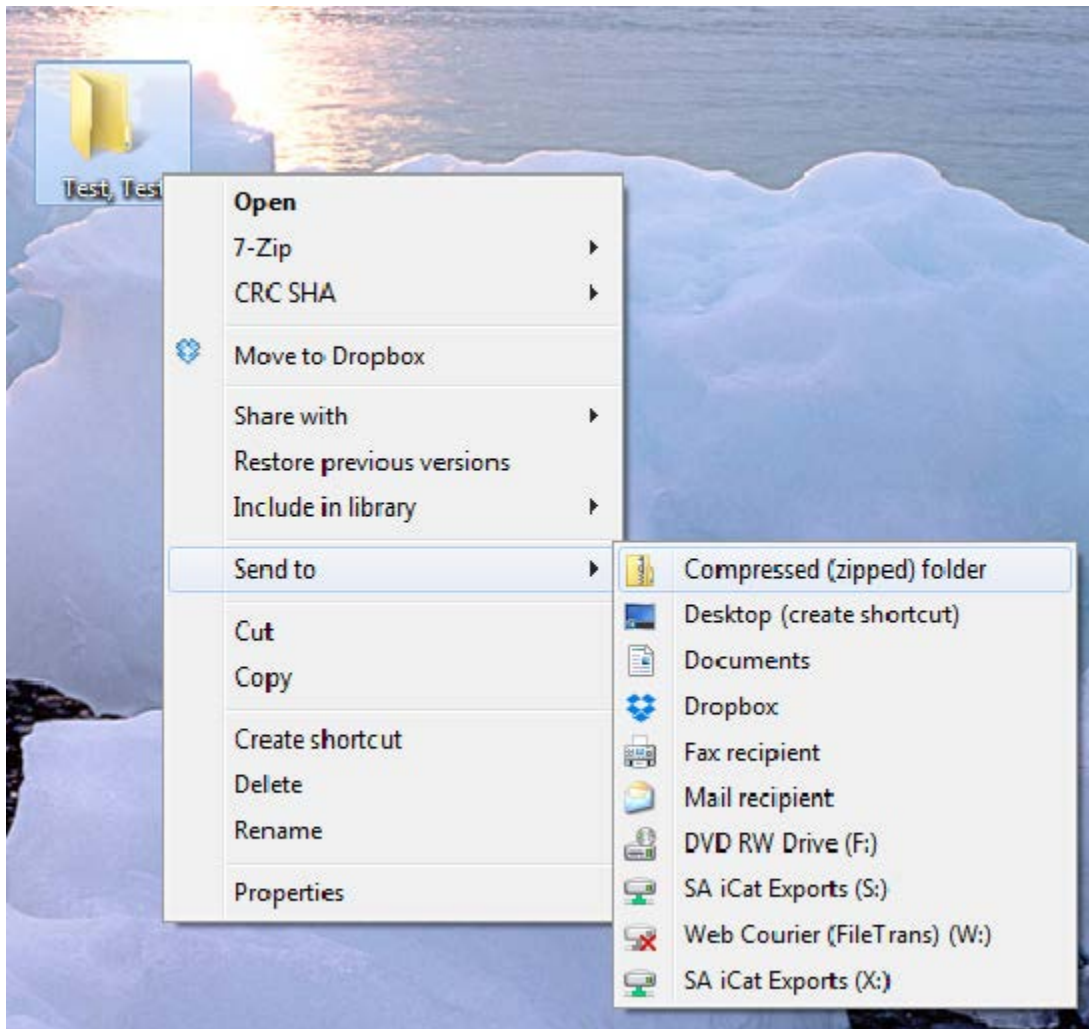 Test, Test
Open
7-Zip
CRC SHA
Move to Dropbox
Share with
Restore previous versions
Include in library
Send to
Cut
Copy
Create shortcut
Delete
Rename
Properties
Compressed (zipped) folder
Desktop (create shortcut)
Documents
Dropbox
Fax recipient
Mail recipient
DVD RW Drive (F:)
SA iCat Exports (S:)
Web Courier (FileTrans) (W:)
SA iCat Exports (X:)